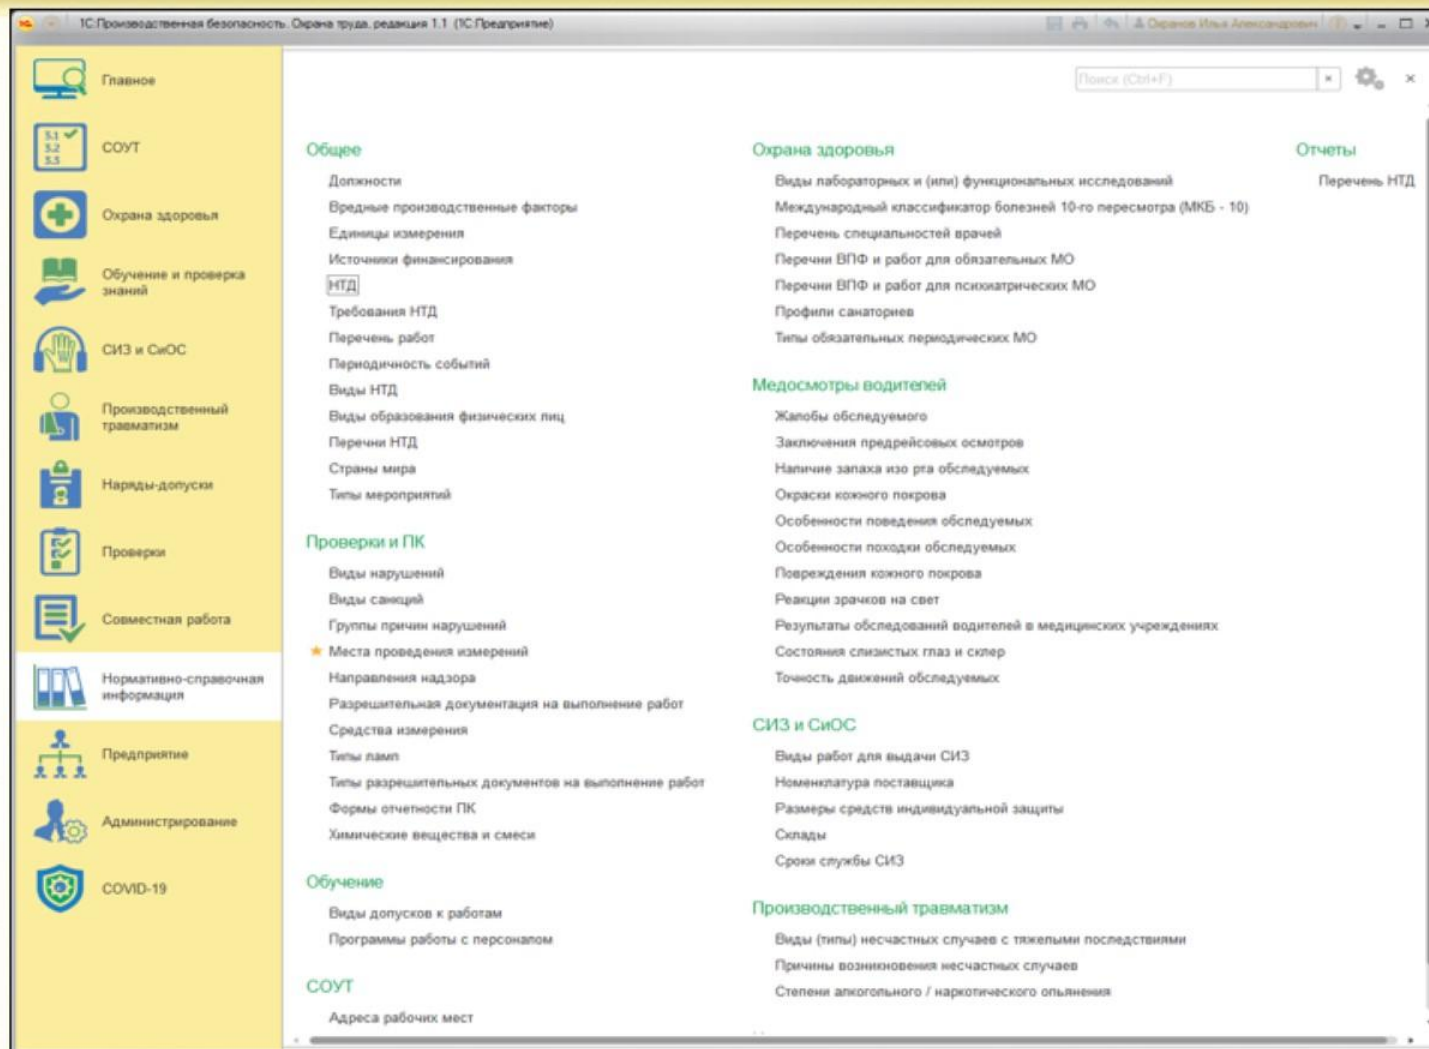 1С:Производственная безопасность. Охрана труда, редакция 1.1 (1С:Предприятие)
Охранов Илья Александрович
Главное
3.1
3.2
3.3
СОУТ
Охрана здоровья
Обучение и проверка
знаний
СИЗ и СиОС
Производственный
травматизм
Наряды-допуски
Проверки
Совместная работа
Нормативно-справочная
информация
Предприятие
Администрирование
COVID-19
Поиск (Ctrl+F)
Общее
Должности
Вредные производственные факторы
Единицы измерения
Источники финансирования
НТД
Требования НТД
Перечень работ
Периодичность событий
Виды НТД
Виды образования физических лиц
Перечни НТД
Страны мира
Типы мероприятий
Проверки и ПК
Виды нарушений
Виды санкций
Группы причин нарушений
Места проведения измерений
Направления надзора
Разрешительная документация на выполнение работ
Средства измерения
Типы ламп
Типы разрешительных документов на выполнение работ
Формы отчетности ПК
Химические вещества и смеси
Обучение
Виды допусков к работам
Программы работы с персоналом
СОУТ
Адреса рабочих мест
Охрана здоровья
Виды лабораторных и (или) функциональных исследований
Международный классификатор болезней 10-го пересмотра (МКБ - 10)
Перечень специальностей врачей
Перечни ВПФ и работ для обязательных МО
Перечни ВПФ и работ для психиатрических МО
Профили санаториев
Типы обязательных периодических МО
Медосмотры водителей
Жалобы обследуемого
Заключения предрейсовых осмотров
Наличие запаха изо рта обследуемых
Окраски кожного покрова
Особенности поведения обследуемых
Особенности походки обследуемых
Повреждения кожного покрова
Реакции зрачков на свет
Результаты обследований водителей в медицинских учреждениях
Состояния слизистых глаз и склер
Точность движений обследуемых
СИЗ и СиОС
Виды работ для выдачи СИЗ
Номенклатура поставщика
Размеры средств индивидуальной защиты
Склады
Сроки службы СИЗ
Производственный травматизм
Виды (типы) несчастных случаев с тяжелыми последствиями
Причины возникновения несчастных случаев
Степени алкогольного / наркотического опьянения
Отчеты
Перечень НТД